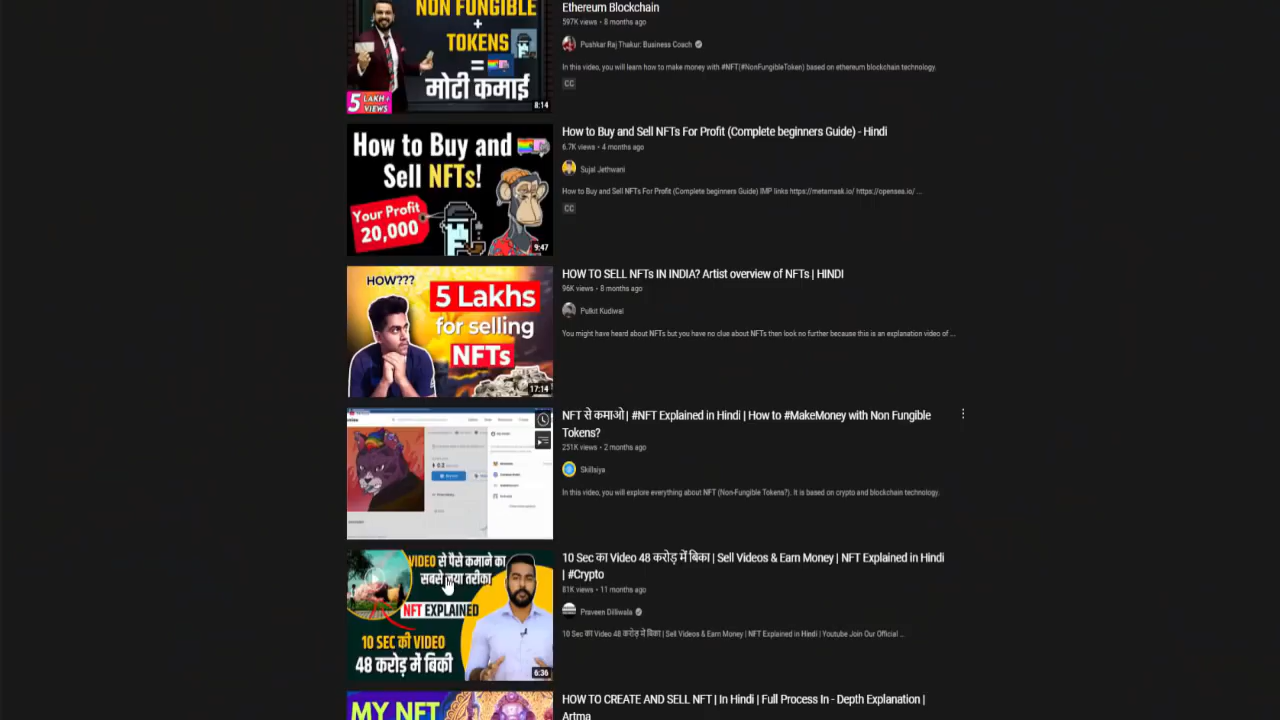 NON FUNGIBLE
+
TOKENS
=
मोटी कमाई
5 LAKH+
VIEWS
8:14
Ethereum Blockchain
597K views • 8 months ago
Pushkar Raj Thakur: Business Coach
In this video, you will learn how to make money with #NFT(#NonFungibleToken) based on ethereum blockchain technology.
CC
How to Buy and
Sell NFTs!
Your Profit
20,000
9:47
How to Buy and Sell NFTs For Profit (Complete beginners Guide) - Hindi
6.7K views • 4 months ago
Sujal Jethwani
How to Buy and Sell NFTs For Profit (Complete beginners Guide) IMP links https://metamask.io/ https://opensea.io/ ...
CC
HOW???
5 Lakhs
for selling
NFTs
17:14
HOW TO SELL NFTs IN INDIA? Artist overview of NFTs | HINDI
96K views • 8 months ago
Pulkit Kudiwal
You might have heard about NFTs but you have no clue about NFTs then look no further because this is an explanation video of ...
NFT से कमाओ | #NFT Explained in Hindi | How to #MakeMoney with Non Fungible
Tokens?
251K views • 2 months ago
Skillsiya
In this video, you will explore everything about NFT (Non-Fungible Tokens?). It is based on crypto and blockchain technology.
VIDEO से पैसे कमाने का
सबसे नया तरीका
NFT EXPLAINED
10 SEC की VIDEO
48 करोड़ में बिकी
6:36
10 Sec का Video 48 करोड़ में बिका | Sell Videos & Earn Money | NFT Explained in Hindi
| #Crypto
81K views • 11 months ago
Praveen Dilliwala
10 Sec का Video 48 करोड़ में बिका | Sell Videos & Earn Money | NFT Explained in Hindi | Youtube Join Our Official ...
MY NFT
HOW TO CREATE AND SELL NFT | In Hindi | Full Process In - Depth Explanation |
Artma